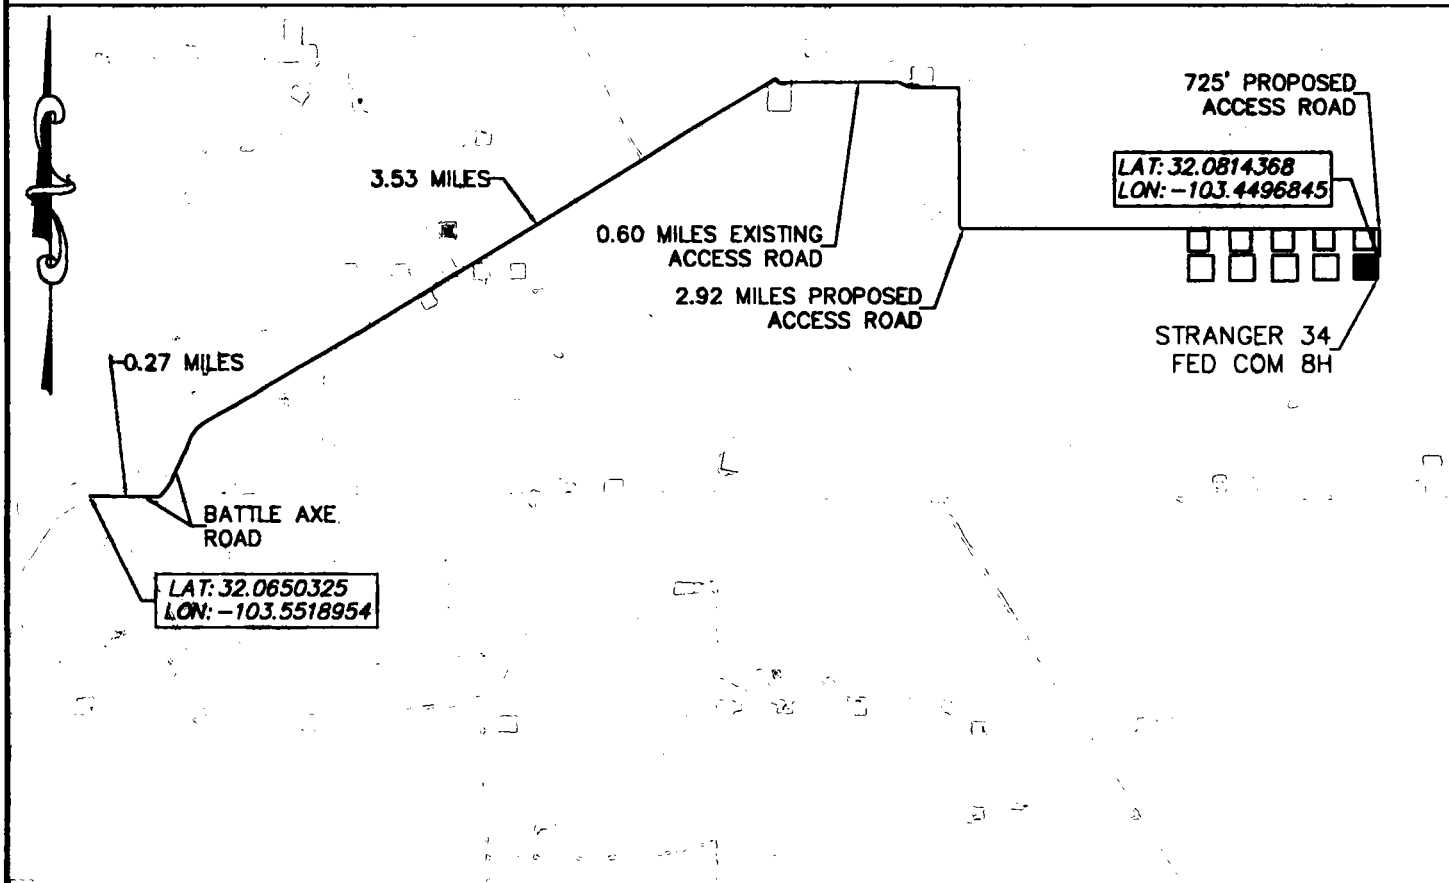 725' PROPOSED
ACCESS ROAD
LAT: 32.0814368
LON: -103.4496845
3.53 MILES
0.60 MILES EXISTING
ACCESS ROAD
2.92 MILES PROPOSED
ACCESS ROAD
STRANGER 34
FED COM 8H
0.27 MILES
BATTLE AXE
ROAD
LAT: 32.0650325
LON: -103.5518954